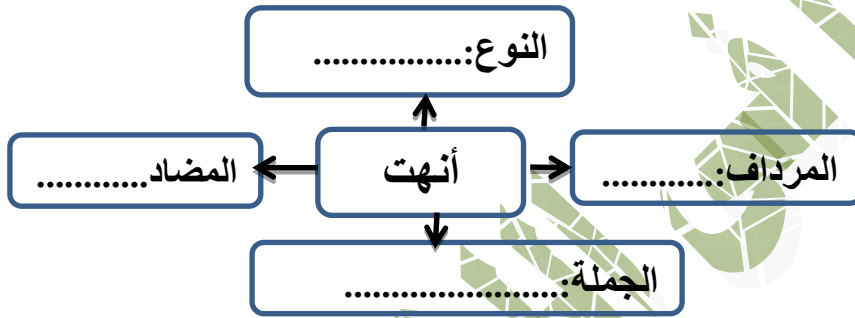 النوع:................
المرداف:............
أنهت
المضاد............
الجملة:.......................